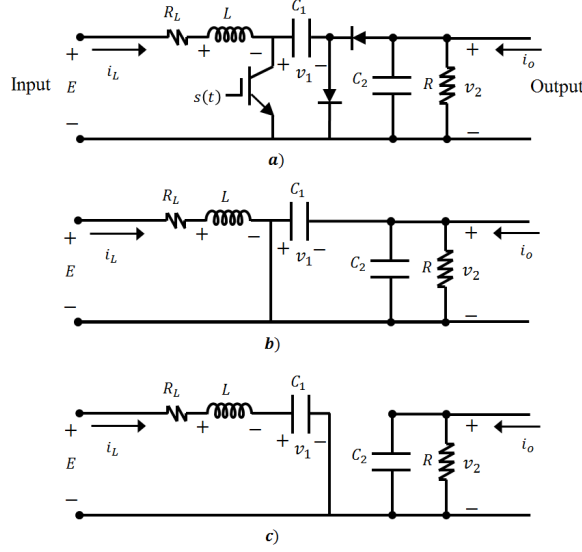 R_L L C_1
+ + − + − + +
i_L v_1 i_o
Input E s(t) C_2 R v_2 Output
− − −
a)
R_L L C_1
+ + − + − +
i_L v_1 i_o
E C_2 R v_2
− −
b)
R_L L C_1
+ + − + − +
i_L v_1 i_o
E C_2 R v_2
− −
c)